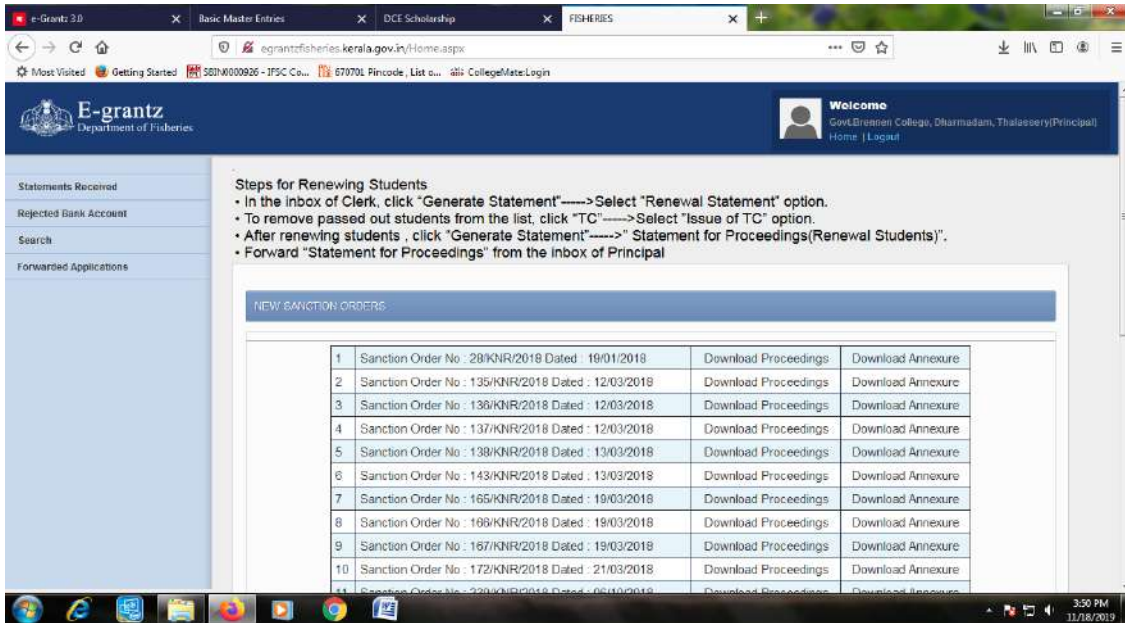 e-Grantz 3.0
Basic Master Entries
DCE Scholarship
FISHERIES
egrantzfisheries.kerala.gov.in/Home.aspx
Most Visited Getting Started SBIN0000926 - IFSC Co... 670701 Pincode, List o... CollegeMate:Login
E-grantz
Department of Fisheries
Welcome
Govt.Brennen College, Dharmadam, Thalassery(Principal)
Home | Logout
Statements Received
Rejected Bank Account
Search
Forwarded Applications
Steps for Renewing Students
• In the inbox of Clerk, click "Generate Statement"----->Select "Renewal Statement" option.
• To remove passed out students from the list, click "TC"----->Select "Issue of TC" option.
• After renewing students , click "Generate Statement"----->" Statement for Proceedings(Renewal Students)".
• Forward "Statement for Proceedings" from the inbox of Principal
NEW SANCTION ORDERS
1 Sanction Order No : 28/KNR/2018 Dated : 19/01/2018 Download Proceedings Download Annexure
2 Sanction Order No : 135/KNR/2018 Dated : 12/03/2018 Download Proceedings Download Annexure
3 Sanction Order No : 136/KNR/2018 Dated : 12/03/2018 Download Proceedings Download Annexure
4 Sanction Order No : 137/KNR/2018 Dated : 12/03/2018 Download Proceedings Download Annexure
5 Sanction Order No : 138/KNR/2018 Dated : 13/03/2018 Download Proceedings Download Annexure
6 Sanction Order No : 143/KNR/2018 Dated : 13/03/2018 Download Proceedings Download Annexure
7 Sanction Order No : 165/KNR/2018 Dated : 19/03/2018 Download Proceedings Download Annexure
8 Sanction Order No : 166/KNR/2018 Dated : 19/03/2018 Download Proceedings Download Annexure
9 Sanction Order No : 167/KNR/2018 Dated : 19/03/2018 Download Proceedings Download Annexure
10 Sanction Order No : 172/KNR/2018 Dated : 21/03/2018 Download Proceedings Download Annexure
11 Sanction Order No : Dated : Download Proceedings Download Annexure
3:50 PM
11/18/2019